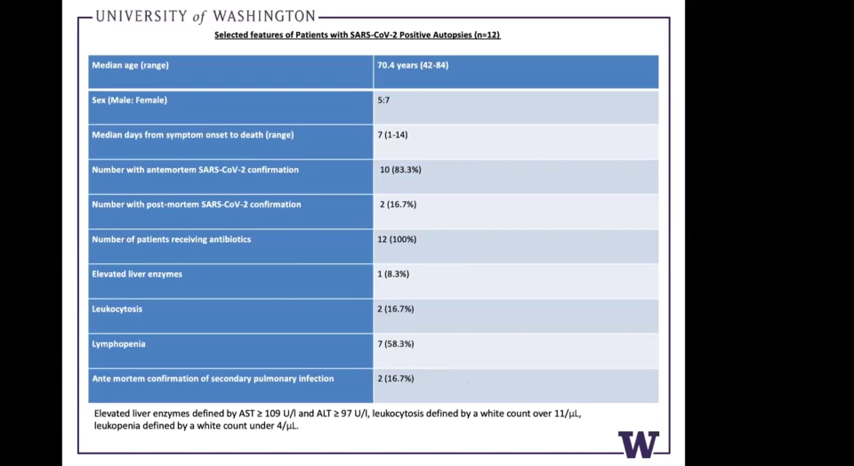 UNIVERSITY of WASHINGTON
Selected features of Patients with SARS-CoV-2 Positive Autopsies (n=12)
Median age (range) 70.4 years (42-84)
Sex (Male: Female) 5:7
Median days from symptom onset to death (range) 7 (1-14)
Number with antemortem SARS-CoV-2 confirmation 10 (83.3%)
Number with post-mortem SARS-CoV-2 confirmation 2 (16.7%)
Number of patients receiving antibiotics 12 (100%)
Elevated liver enzymes 1 (8.3%)
Leukocytosis 2 (16.7%)
Lymphopenia 7 (58.3%)
Ante mortem confirmation of secondary pulmonary infection 2 (16.7%)
Elevated liver enzymes defined by AST ≥ 109 U/l and ALT ≥ 97 U/l, leukocytosis defined by a white count over 11/µL,
leukopenia defined by a white count under 4/µL.
W